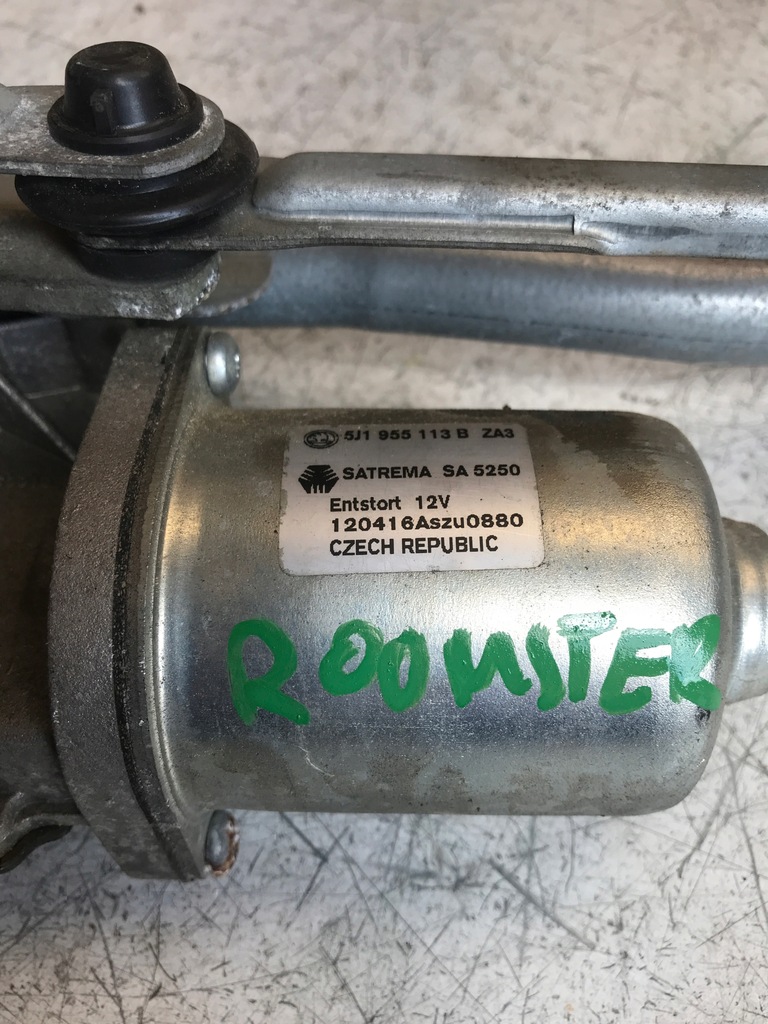 5J1 955 113 B ZA3
SATREMA SA 5250
Entstort 12V
120416Aszu0880
CZECH REPUBLIC
ROOMSTER